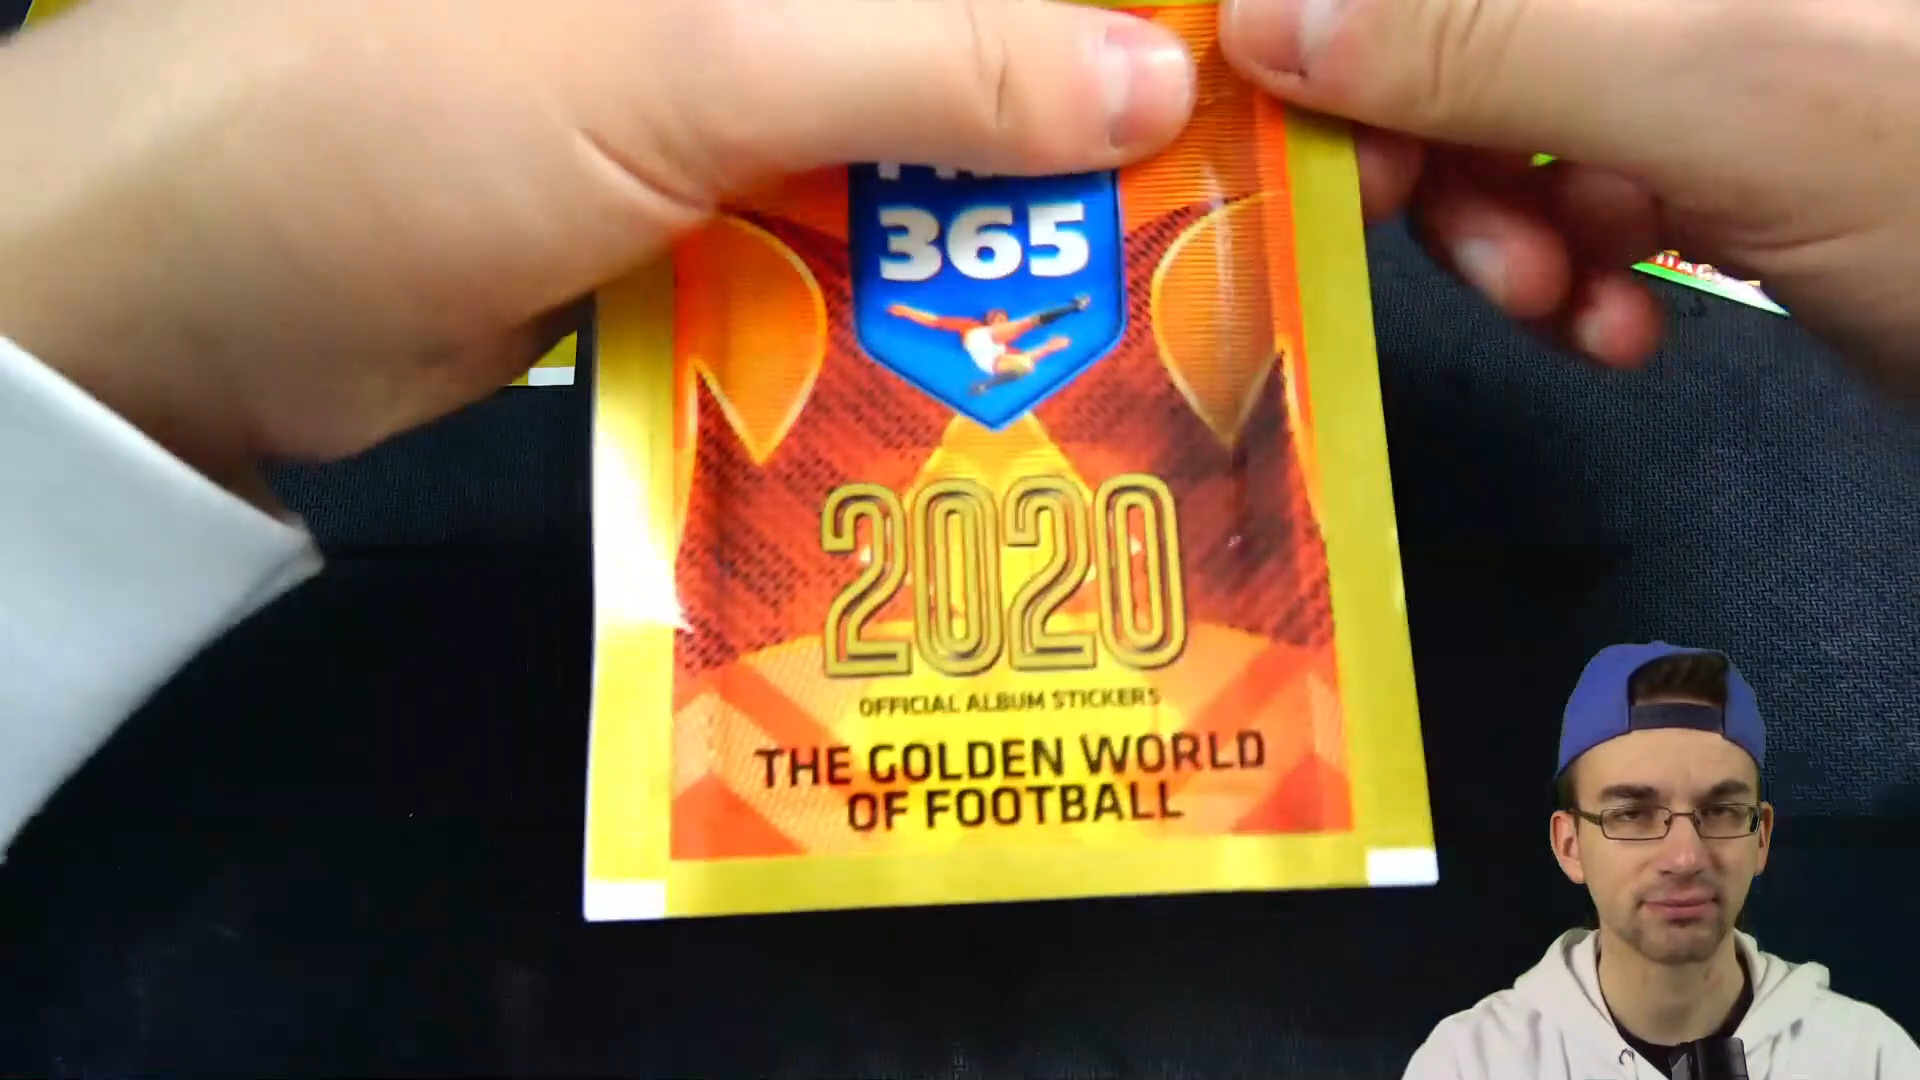 365
2020
OFFICIAL ALBUM STICKERS
THE GOLDEN WORLD
OF FOOTBALL